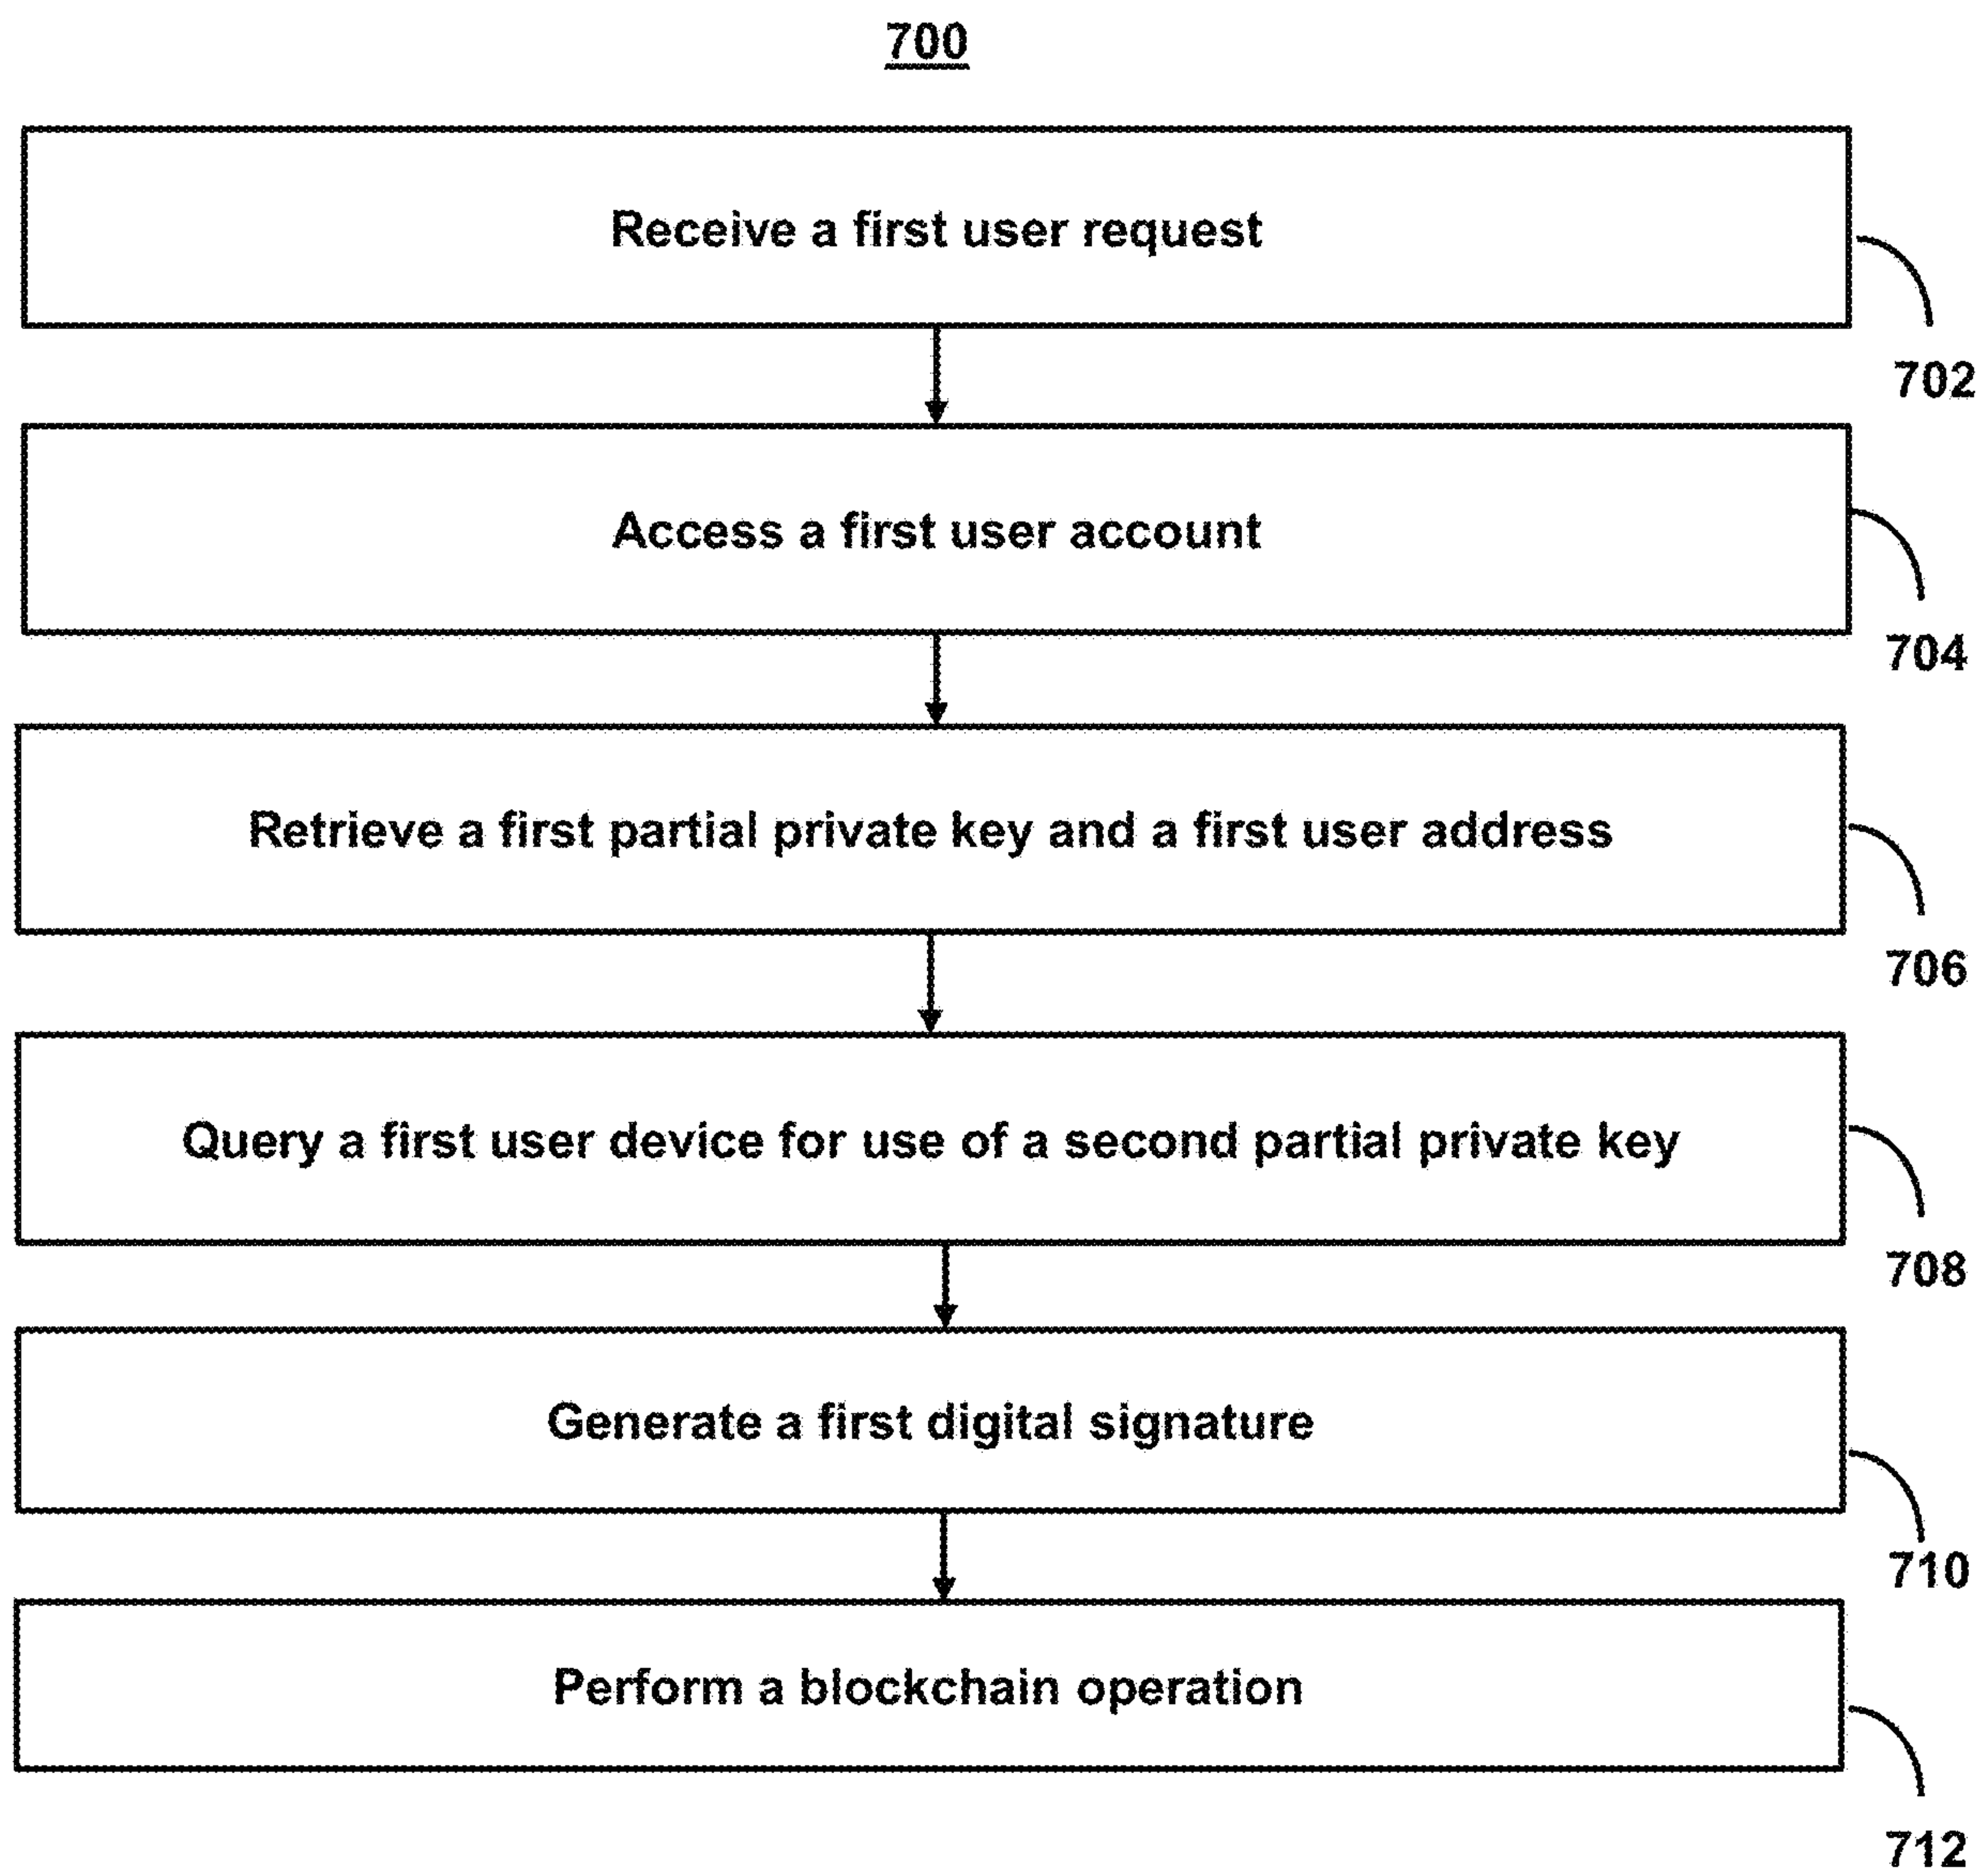 700
Receive a first user request
702
Access a first user account
704
Retrieve a first partial private key and a first user address
706
Query a first user device for use of a second partial private key
708
Generate a first digital signature
710
Perform a blockchain operation
712